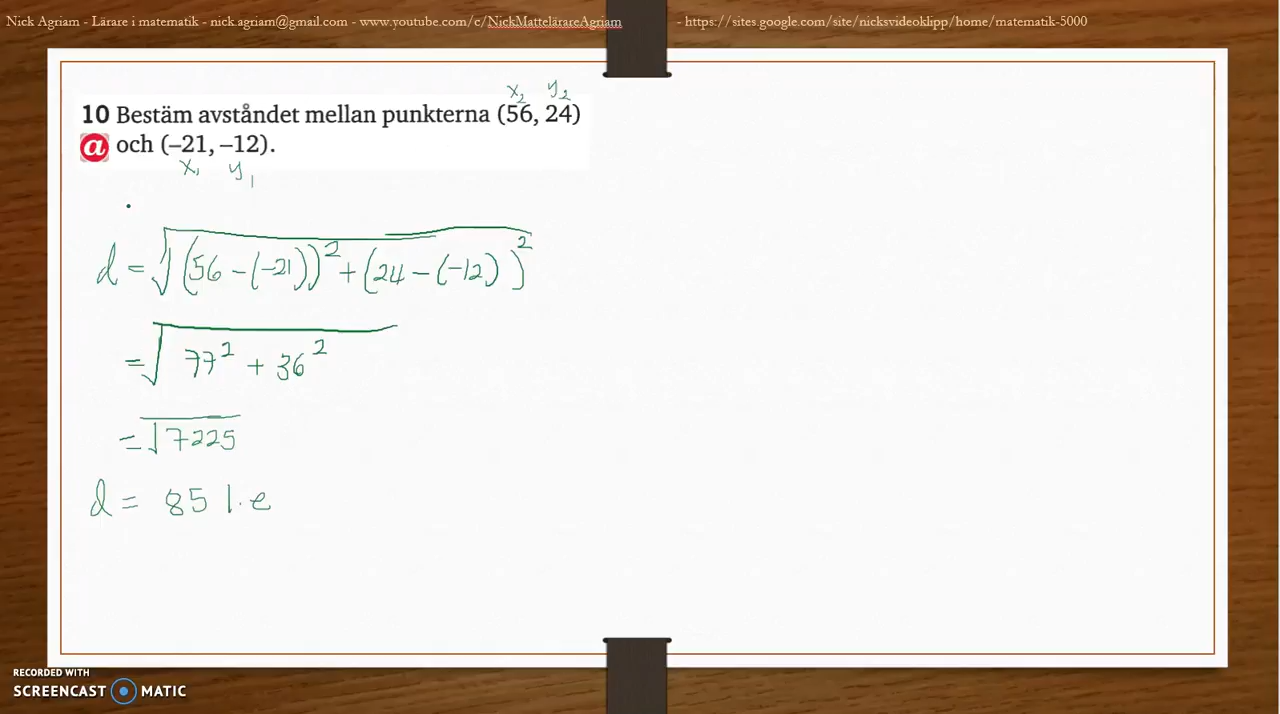 Nick Agriam - Lärare i matematik - nick.agriam@gmail.com - www.youtube.com/c/NickMattelärareAgriam - https://sites.google.com/site/nicksvideoklipp/home/matematik-5000
x₂ y₂
10 Bestäm avståndet mellan punkterna (56, 24)
a och (–21, –12).
x₁ y₁
d = √((56 – (–21))² + (24 – (–12))²
= √(77² + 36²)
= √7225
d = 85 l.e
RECORDED WITH
SCREENCAST MATIC